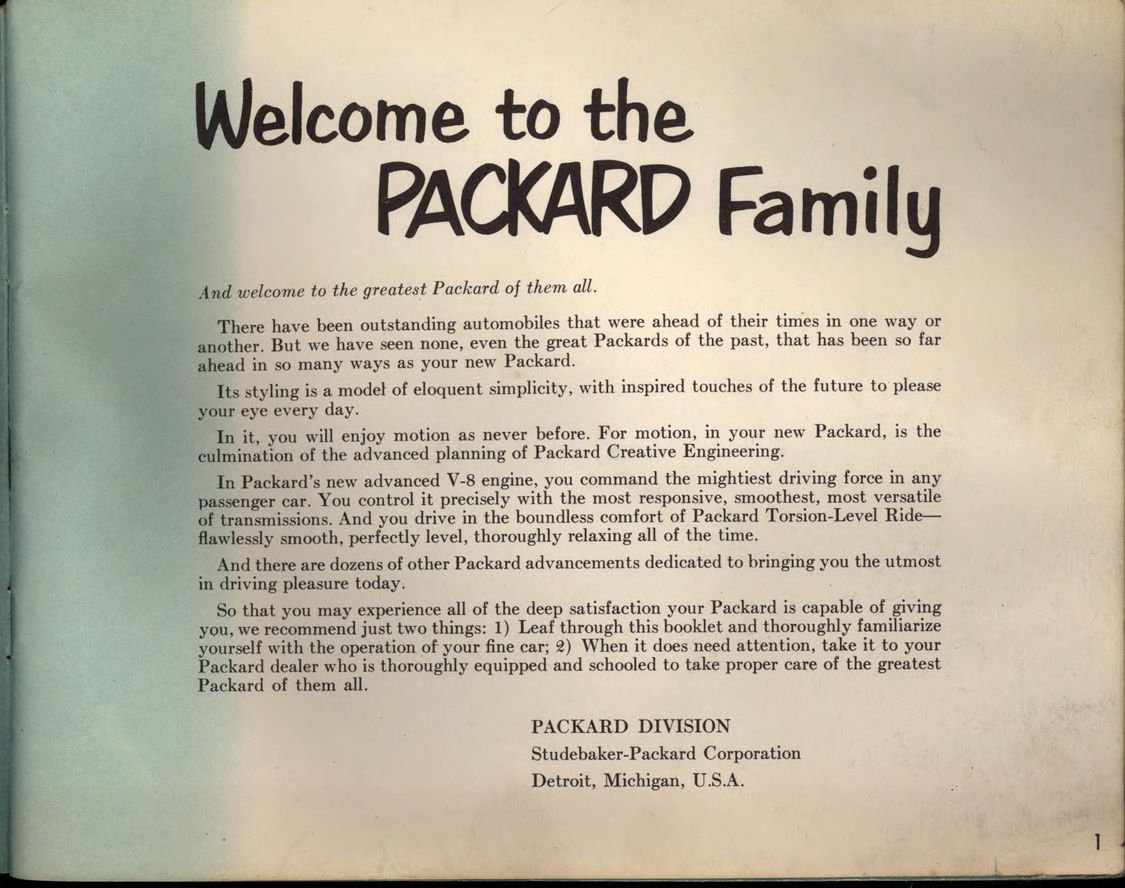 Welcome to the
PACKARD Family
And welcome to the greatest Packard of them all.
There have been outstanding automobiles that were ahead of their times in one way or
another. But we have seen none, even the great Packards of the past, that has been so far
ahead in so many ways as your new Packard.
Its styling is a model of eloquent simplicity, with inspired touches of the future to please
your eye every day.
In it, you will enjoy motion as never before. For motion, in your new Packard, is the
culmination of the advanced planning of Packard Creative Engineering.
In Packard's new advanced V-8 engine, you command the mightiest driving force in any
passenger car. You control it precisely with the most responsive, smoothest, most versatile
of transmissions. And you drive in the boundless comfort of Packard Torsion-Level Ride—
flawlessly smooth, perfectly level, thoroughly relaxing all of the time.
And there are dozens of other Packard advancements dedicated to bringing you the utmost
in driving pleasure today.
So that you may experience all of the deep satisfaction your Packard is capable of giving
you, we recommend just two things: 1) Leaf through this booklet and thoroughly familiarize
yourself with the operation of your fine car; 2) When it does need attention, take it to your
Packard dealer who is thoroughly equipped and schooled to take proper care of the greatest
Packard of them all.
PACKARD DIVISION
Studebaker-Packard Corporation
Detroit, Michigan, U.S.A.
1